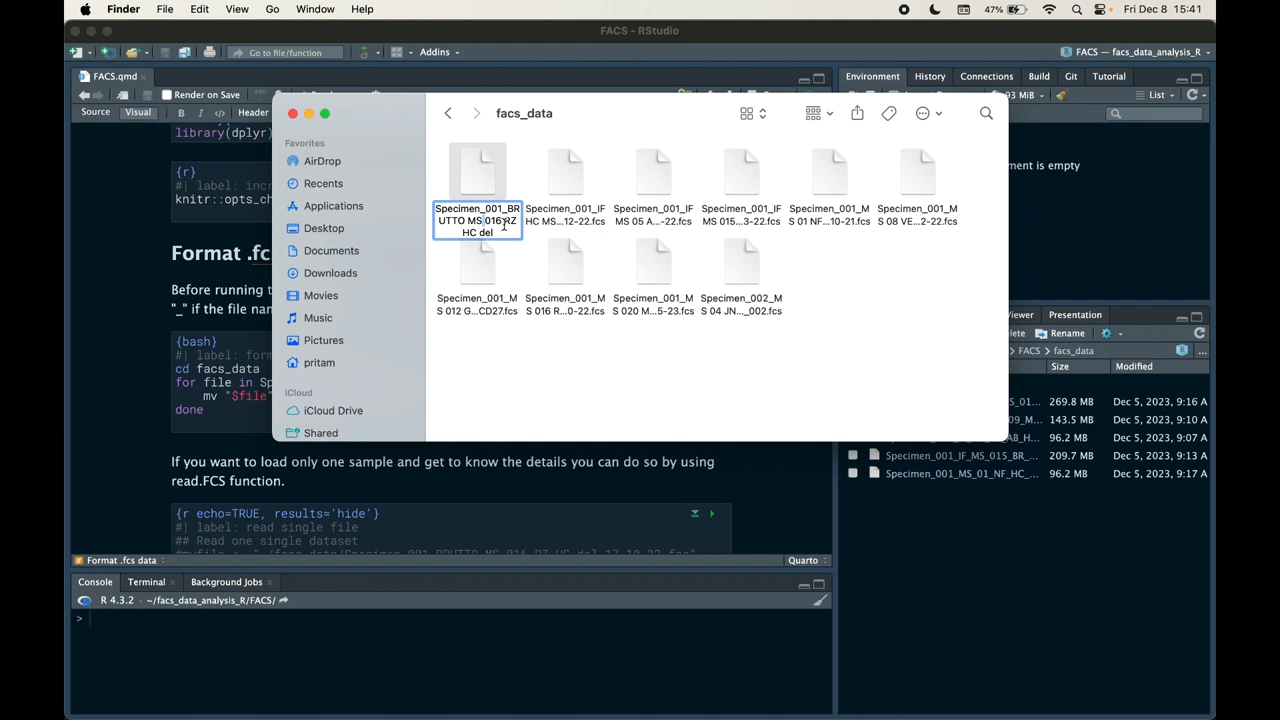 Finder File Edit View Go Window Help 47% Fri Dec 8 15:41
FACS - RStudio
Go to file/function Addins FACS — facs_data_analysis_R
FACS.qmd
Render on Save
Source Visual B I </> Header
library(dplyr)
{r}
#| label: inc
knitr::opts_ch
Format .fc
Before running t
"_" if the file nam
{bash}
#| label: form
cd facs_data
for file in Sp
mv "$file"
done
If you want to load only one sample and get to know the details you can do so by using
read.FCS function.
{r echo=TRUE, results='hide'}
#| label: read single file
## Read one single dataset
Format .fcs data Quarto
Console Terminal Background Jobs
R 4.3.2 · ~/facs_data_analysis_R/FACS/
>
Favorites
AirDrop
Recents
Applications
Desktop
Documents
Downloads
Movies
Music
Pictures
pritam
iCloud
iCloud Drive
Shared
facs_data
Specimen_001_BR
UTTO MS 016 RZ
HC del
Specimen_001_IF
HC MS...12-22.fcs
Specimen_001_IF
MS 05 A...-22.fcs
Specimen_001_IF
MS 015...3-22.fcs
Specimen_001_M
S 01 NF...10-21.fcs
Specimen_001_M
S 08 VE...2-22.fcs
Specimen_001_M
S 012 G...CD27.fcs
Specimen_001_M
S 016 R...0-22.fcs
Specimen_001_M
S 020 M...5-23.fcs
Specimen_002_M
S 04 JN..._002.fcs
Environment History Connections Build Git Tutorial
93 MiB List
ment is empty
iewer Presentation
lete Rename
FACS facs_data
Size Modified
S_01... 269.8 MB Dec 5, 2023, 9:16 A
09_M... 143.5 MB Dec 5, 2023, 9:10 A
AB_H... 96.2 MB Dec 5, 2023, 9:07 A
Specimen_001_IF_MS_015_BR_... 209.7 MB Dec 5, 2023, 9:13 A
Specimen_001_MS_01_NF_HC_... 96.2 MB Dec 5, 2023, 9:17 A